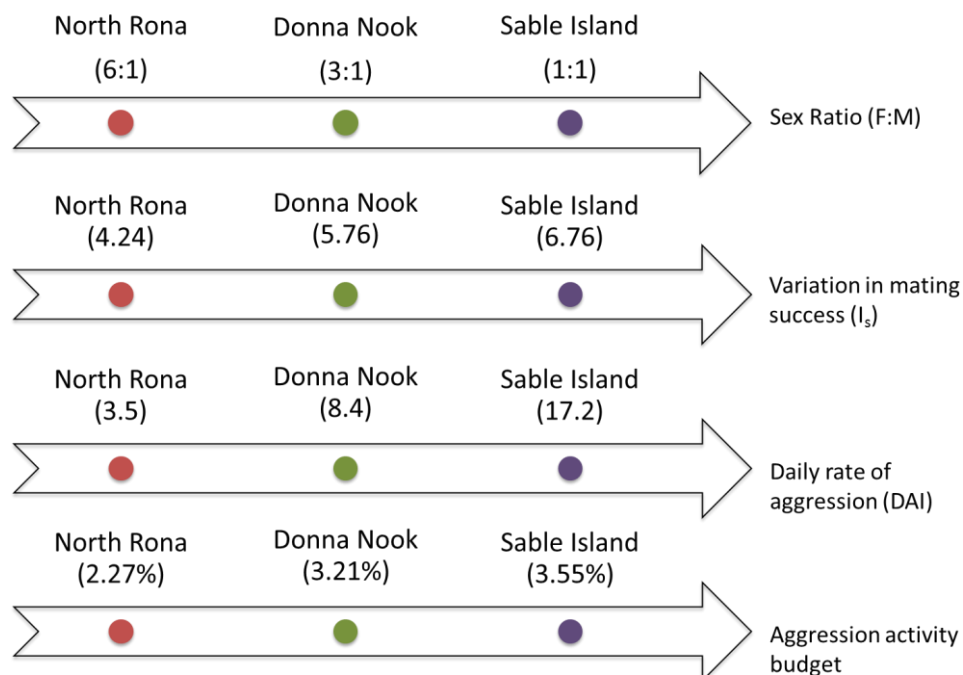 North Rona
Donna Nook
Sable Island
(6:1)
(3:1)
(1:1)
Sex Ratio (F:M)
North Rona
Donna Nook
Sable Island
(4.24)
(5.76)
(6.76)
Variation in mating
success (Is)
North Rona
Donna Nook
Sable Island
(3.5)
(8.4)
(17.2)
Daily rate of
aggression (DAI)
North Rona
Donna Nook
Sable Island
(2.27%)
(3.21%)
(3.55%)
Aggression activity
budget